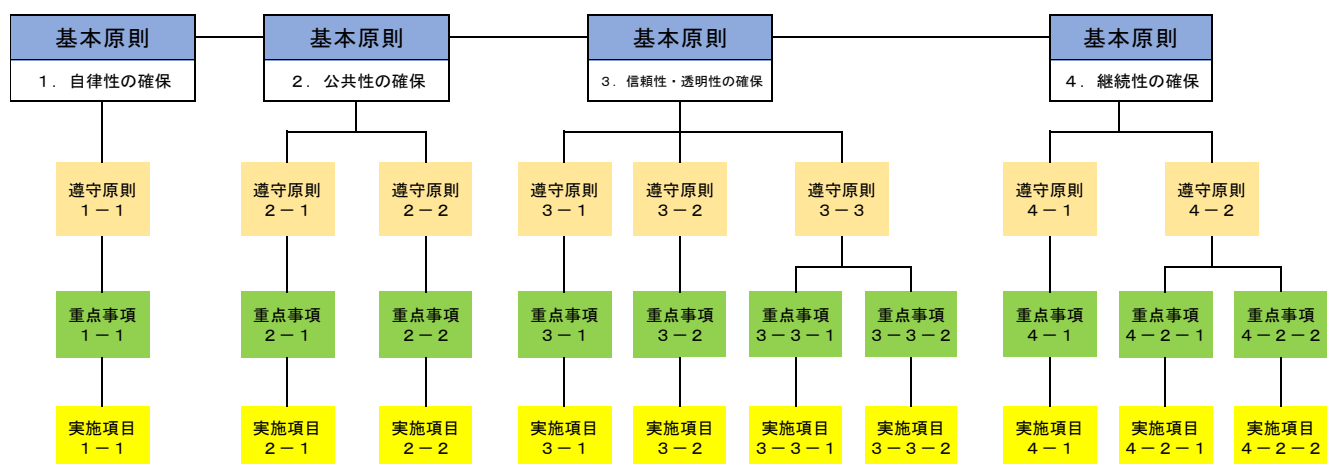 基本原則
1．自律性の確保
基本原則
2．公共性の確保
基本原則
3．信頼性・透明性の確保
基本原則
4．継続性の確保
遵守原則
1－1
遵守原則
2－1
遵守原則
2－2
遵守原則
3－1
遵守原則
3－2
遵守原則
3－3
遵守原則
4－1
遵守原則
4－2
重点事項
1－1
重点事項
2－1
重点事項
2－2
重点事項
3－1
重点事項
3－2
重点事項
3－3－1
重点事項
3－3－2
重点事項
4－1
重点事項
4－2－1
重点事項
4－2－2
実施項目
1－1
実施項目
2－1
実施項目
2－2
実施項目
3－1
実施項目
3－2
実施項目
3－3－1
実施項目
3－3－2
実施項目
4－1
実施項目
4－2－1
実施項目
4－2－2